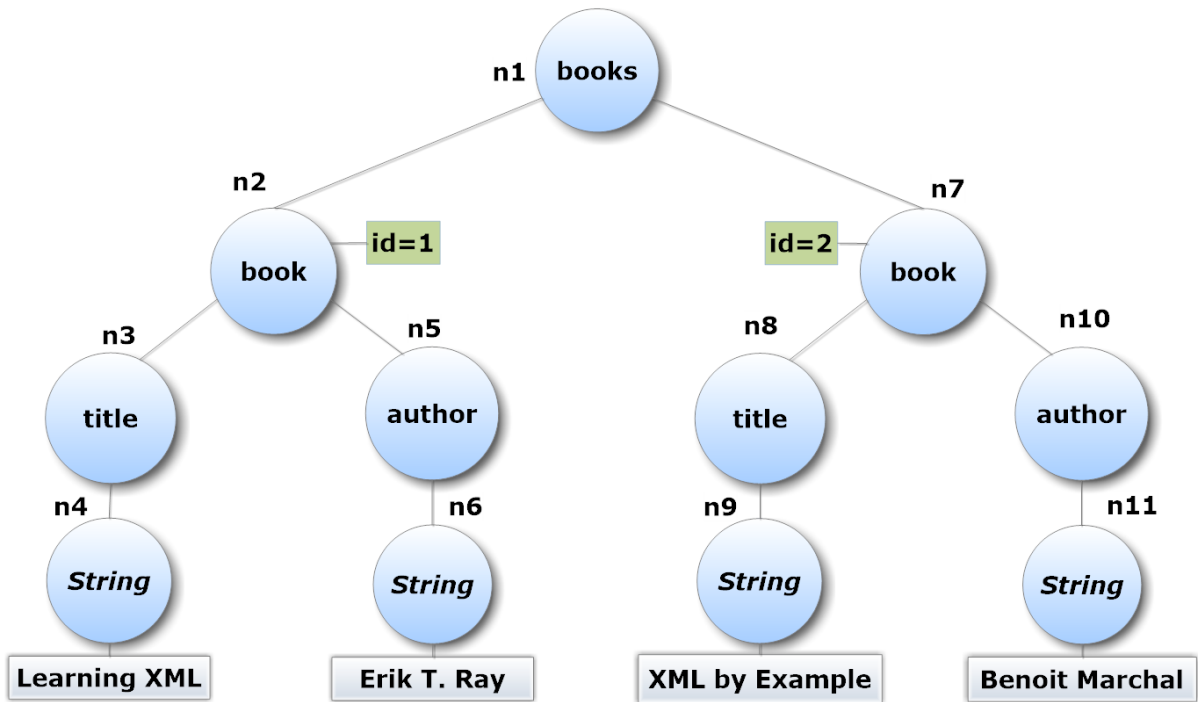 n1
books
n2
n7
book
id=1
id=2
book
n3
n5
n8
n10
title
author
title
author
n4
n6
n9
n11
String
String
String
String
Learning XML
Erik T. Ray
XML by Example
Benoit Marchal